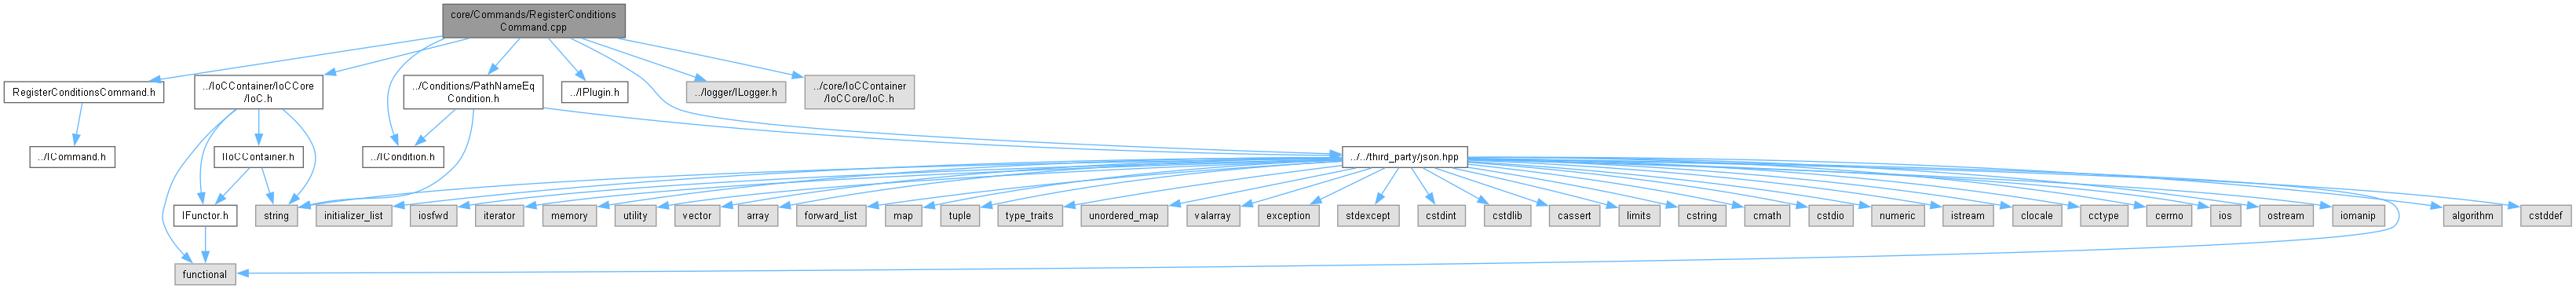 core/Commands/RegisterConditions
Command.cpp
RegisterConditionsCommand.h
../IoCContainer/IoCCore
/IoC.h
../Conditions/PathNameEq
Condition.h
../IPlugin.h
../logger/ILogger.h
../core/IoCContainer
/IoCCore/IoC.h
../ICommand.h
IIoCContainer.h
../ICondition.h
../../third_party/json.hpp
IFunctor.h
string
initializer_list
iosfwd
iterator
memory
utility
vector
array
forward_list
map
tuple
type_traits
unordered_map
valarray
exception
stdexcept
cstdint
cstdlib
cassert
limits
cstring
cmath
cstdio
numeric
istream
clocale
cctype
cerrno
ios
ostream
iomanip
algorithm
cstddef
functional